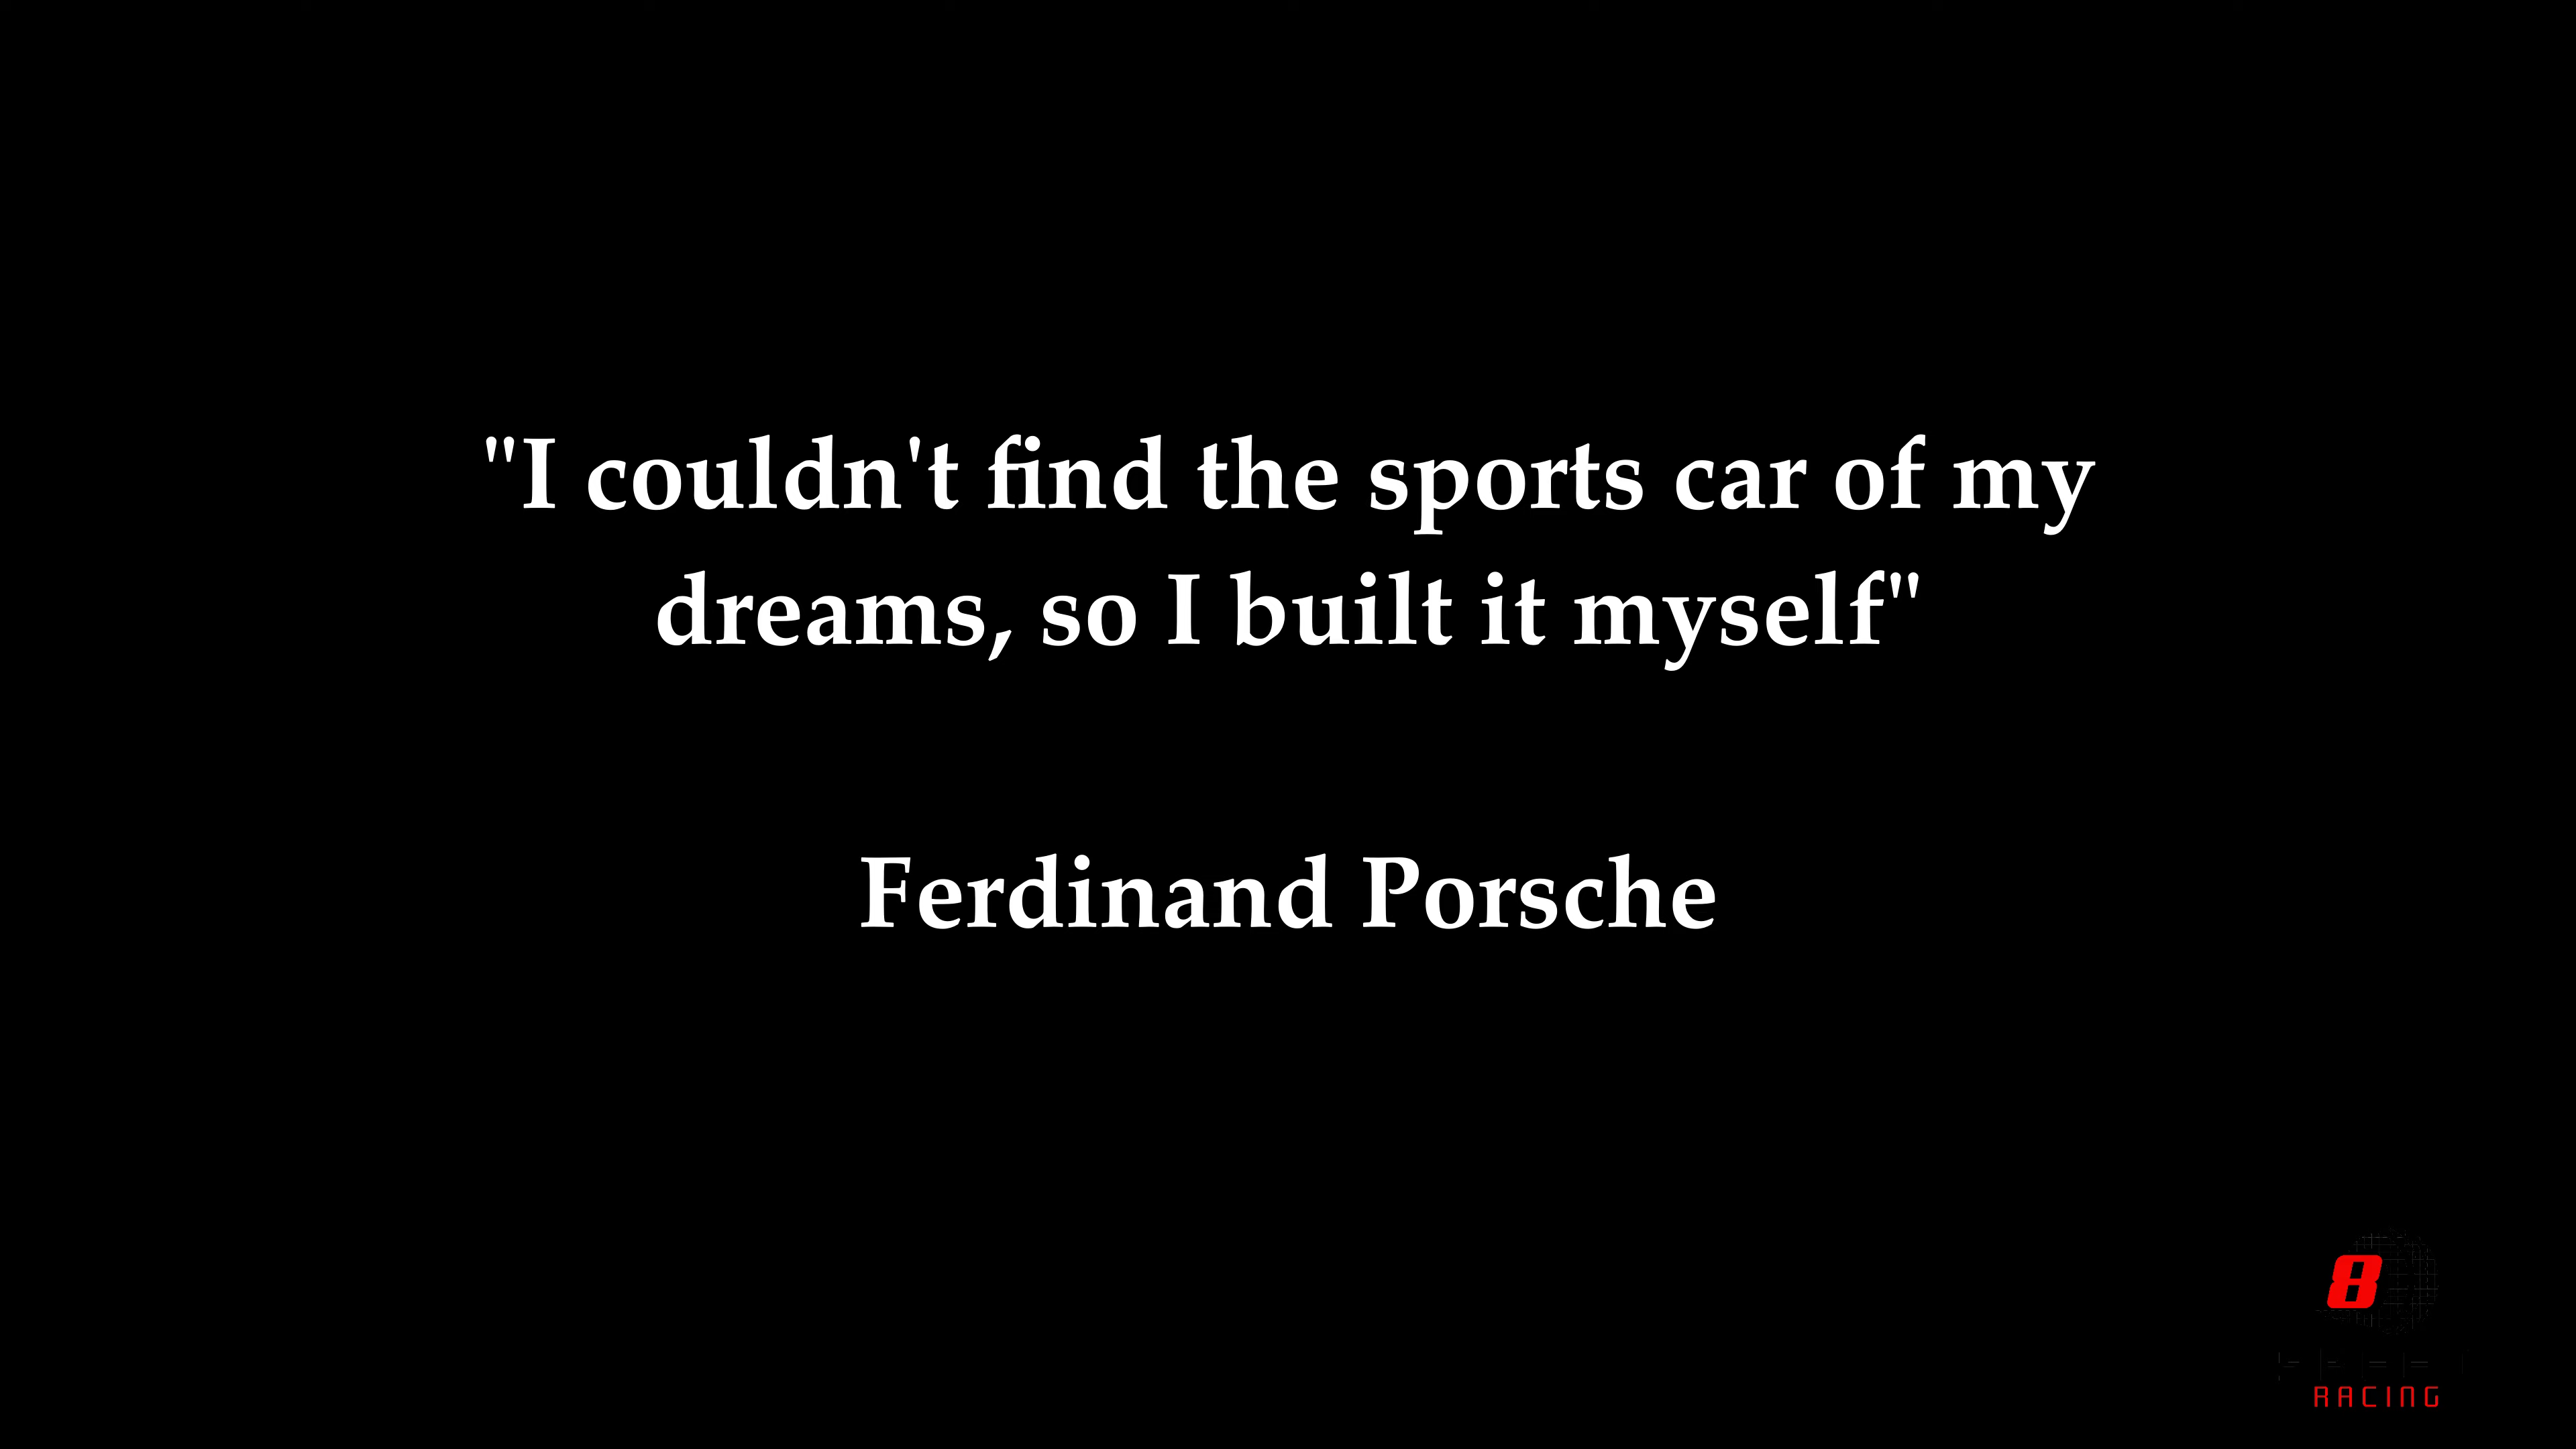 "I couldn't find the sports car of my
dreams, so I built it myself"
Ferdinand Porsche
8
RACING